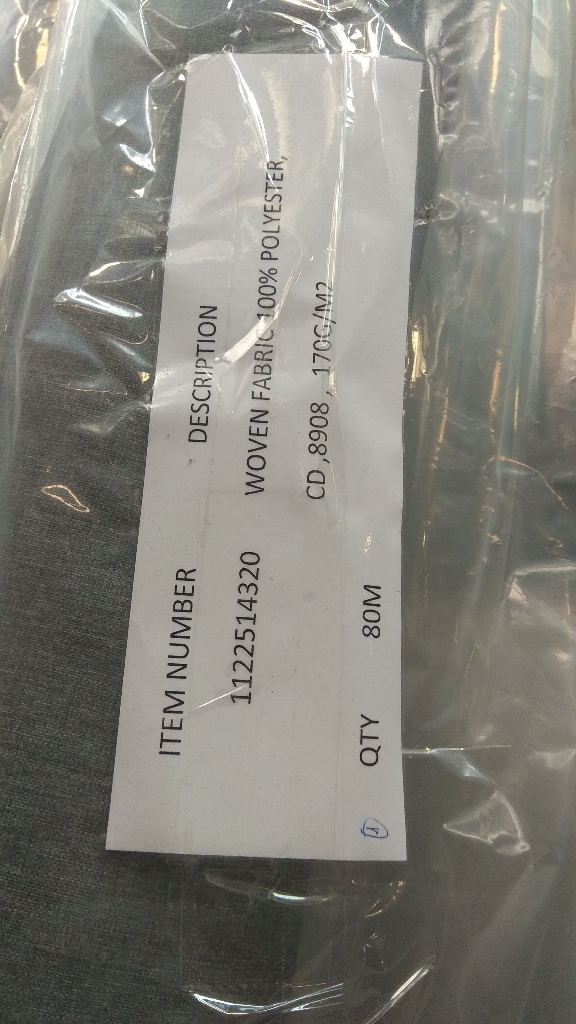 ITEM NUMBER DESCRIPTION
1122514320 WOVEN FABRIC 100% POLYESTER,
CD ,8908 , 170G/M2
QTY 80M